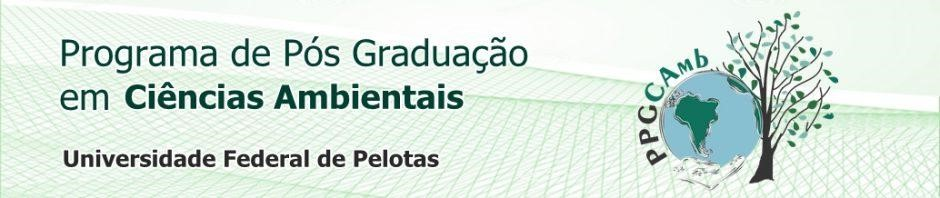 Programa de Pós Graduação
em Ciências Ambientais
Universidade Federal de Pelotas
PPGCAmb